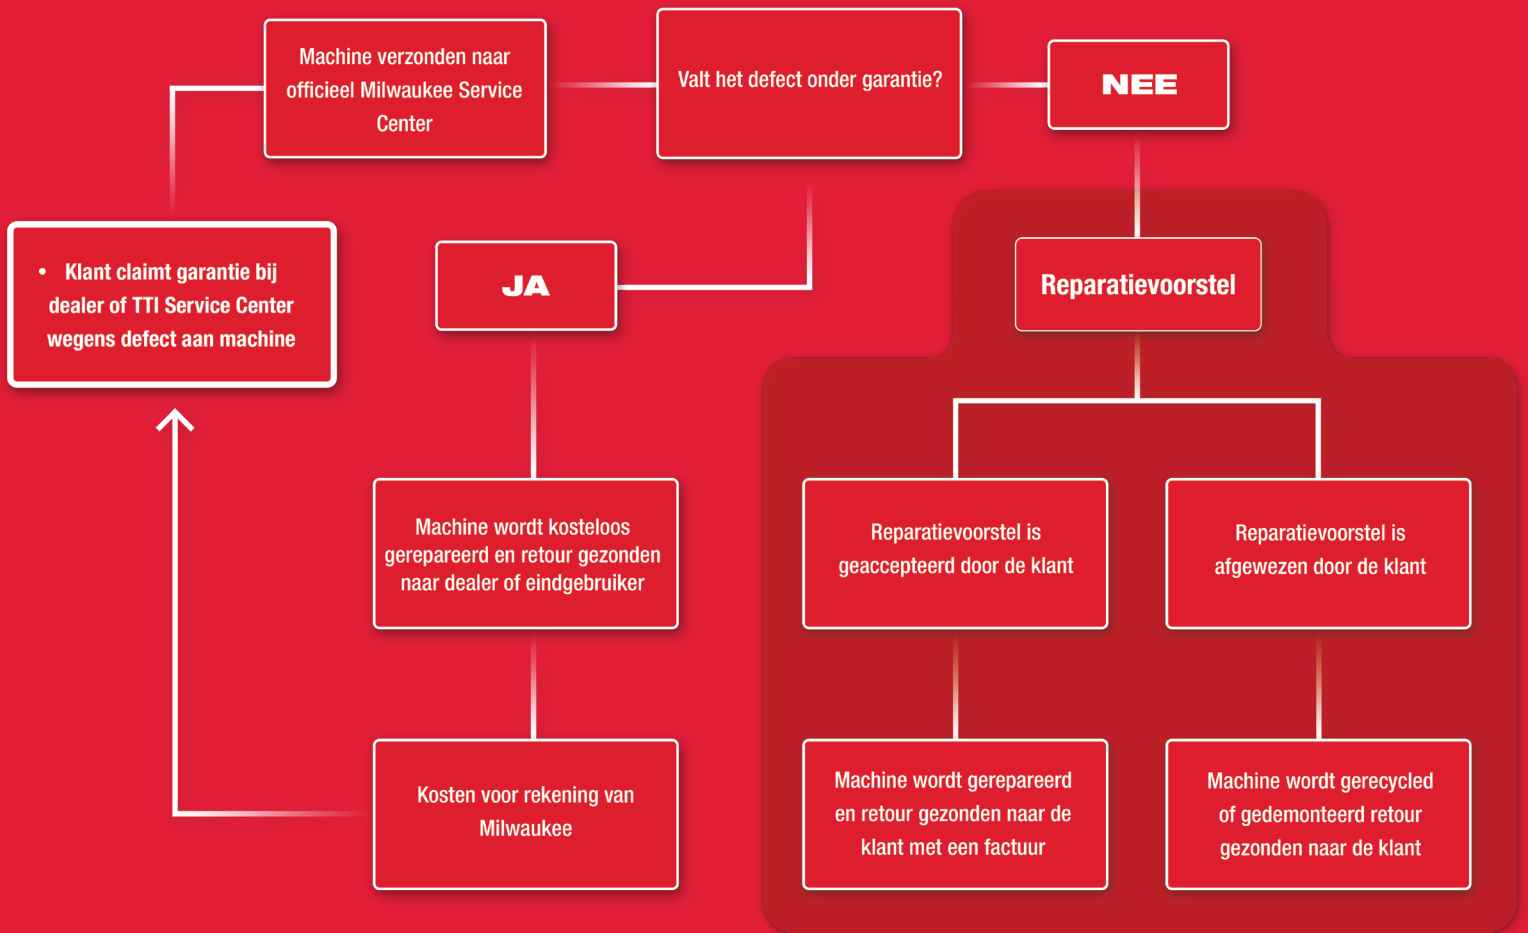 Machine verzonden naar
officieel Milwaukee Service
Center
Valt het defect onder garantie?
NEE
• Klant claimt garantie bij
dealer of TTI Service Center
wegens defect aan machine
JA
Reparatievoorstel
Machine wordt kosteloos
gerepareerd en retour gezonden
naar dealer of eindgebruiker
Reparatievoorstel is
geaccepteerd door de klant
Reparatievoorstel is
afgewezen door de klant
Kosten voor rekening van
Milwaukee
Machine wordt gerepareerd
en retour gezonden naar de
klant met een factuur
Machine wordt gerecycled
of gedemonteerd retour
gezonden naar de klant